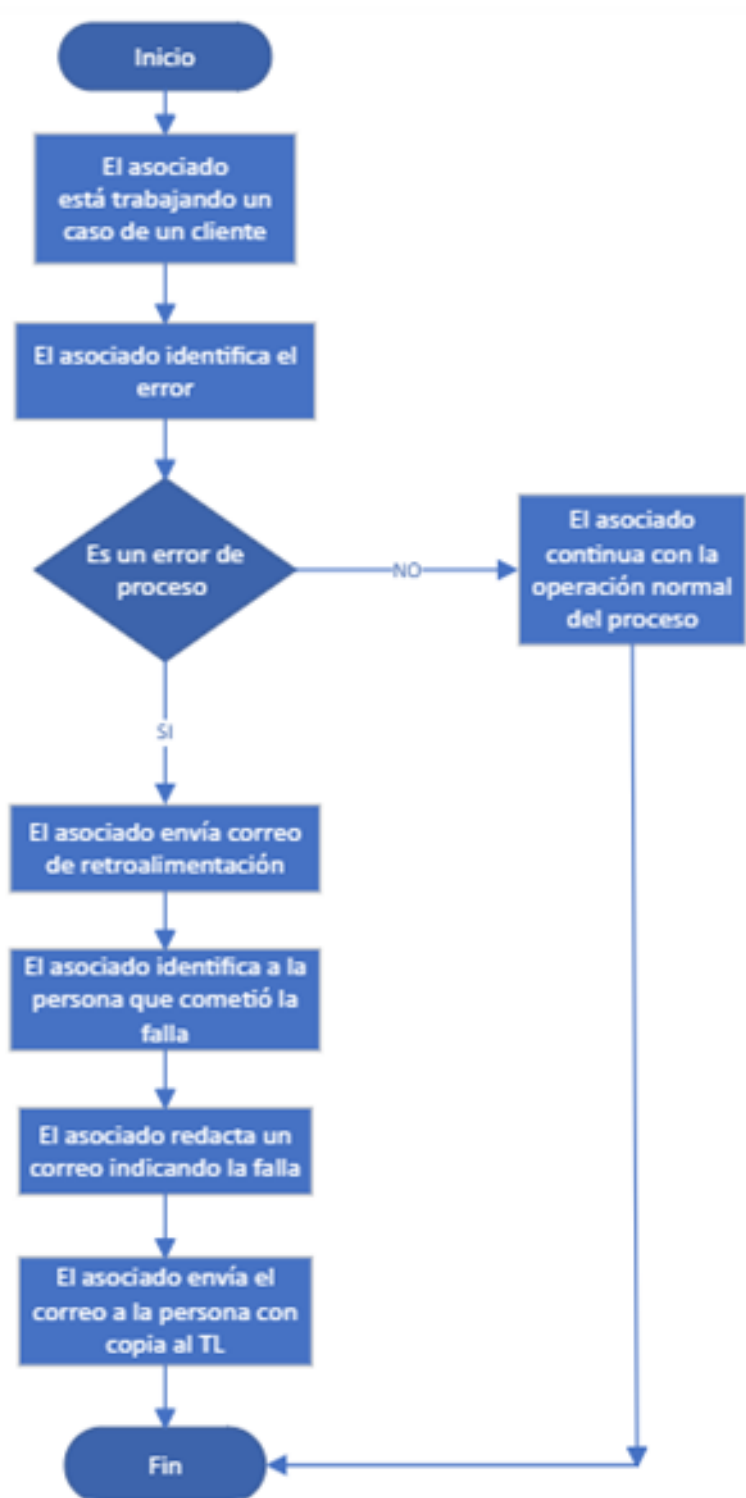 Inicio
El asociado
está trabajando un
caso de un cliente
El asociado identifica el
error
Es un error de
proceso
NO
El asociado
continua con la
operación normal
del proceso
SI
El asociado envía correo
de retroalimentación
El asociado identifica a la
persona que cometió la
falla
El asociado redacta un
correo indicando la falla
El asociado envía el
correo a la persona con
copia al TL
Fin